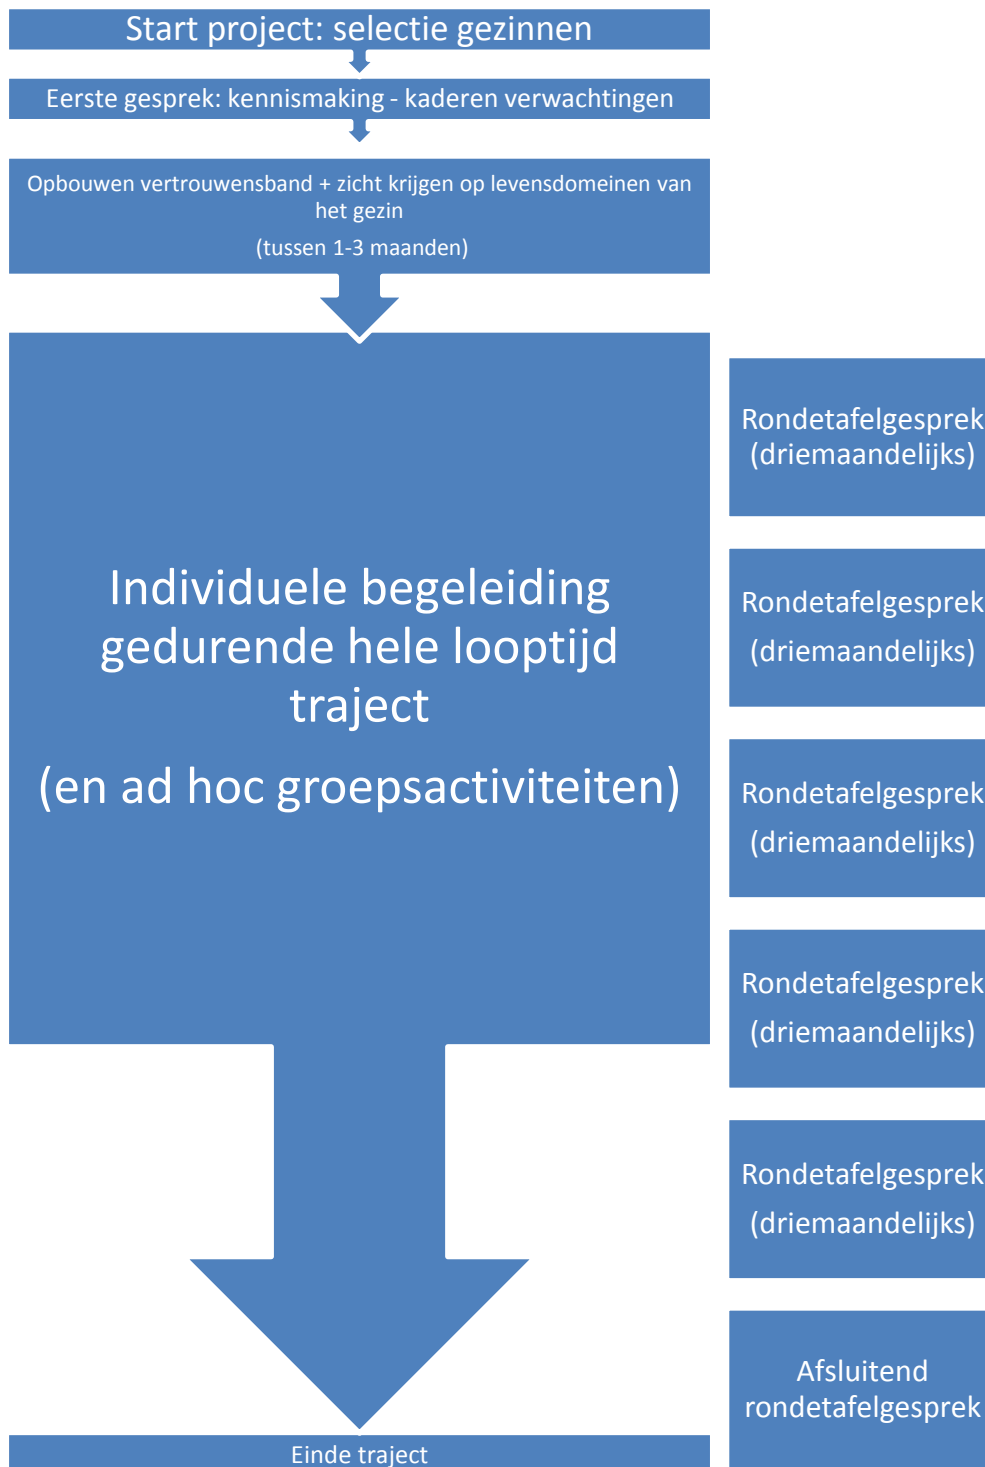 Start project: selectie gezinnen
Eerste gesprek: kennismaking - kaderen verwachtingen
Opbouwen vertrouwensband + zicht krijgen op levensdomeinen van
het gezin
(tussen 1-3 maanden)
Individuele begeleiding
gedurende hele looptijd
traject
(en ad hoc groepsactiviteiten)
Rondetafelgesprek
(driemaandelijks)
Rondetafelgesprek
(driemaandelijks)
Rondetafelgesprek
(driemaandelijks)
Rondetafelgesprek
(driemaandelijks)
Rondetafelgesprek
(driemaandelijks)
Afsluitend
rondetafelgesprek
Einde traject